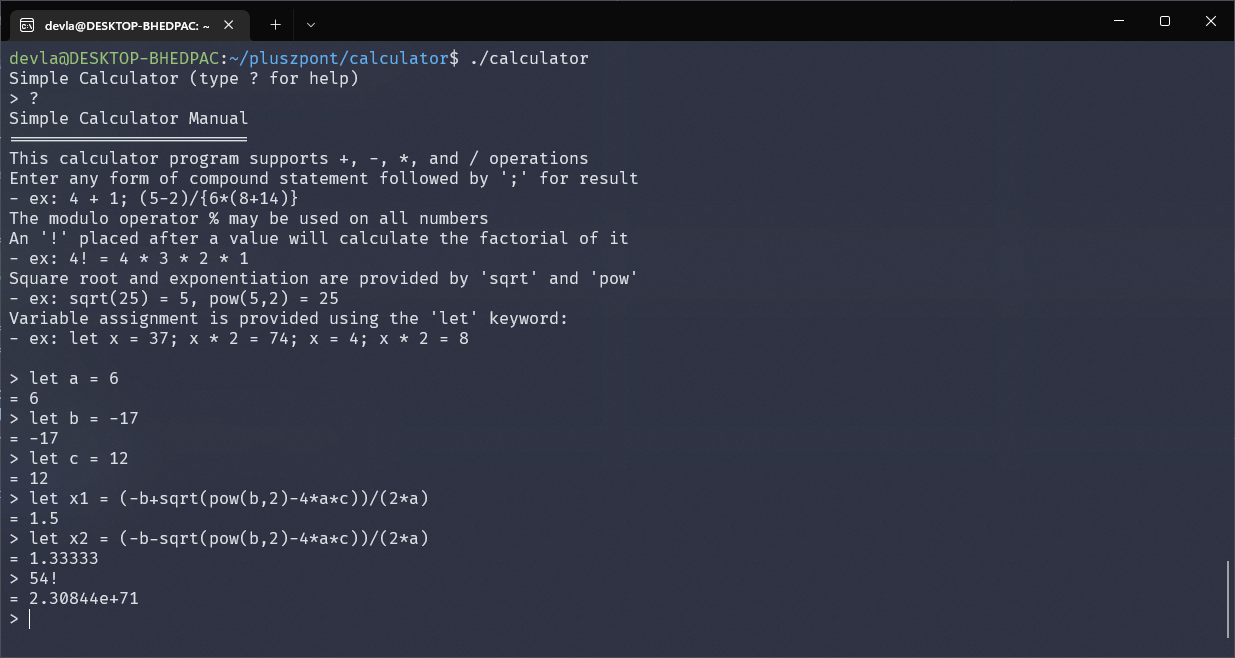 devla@DESKTOP-BHEDPAC: ~
devla@DESKTOP-BHEDPAC:~/pluszpont/calculator$ ./calculator
Simple Calculator (type ? for help)
> ?
Simple Calculator Manual
========================
This calculator program supports +, -, *, and / operations
Enter any form of compound statement followed by ';' for result
- ex: 4 + 1; (5-2)/{6*(8+14)}
The modulo operator % may be used on all numbers
An '!' placed after a value will calculate the factorial of it
- ex: 4! = 4 * 3 * 2 * 1
Square root and exponentiation are provided by 'sqrt' and 'pow'
- ex: sqrt(25) = 5, pow(5,2) = 25
Variable assignment is provided using the 'let' keyword:
- ex: let x = 37; x * 2 = 74; x = 4; x * 2 = 8
> let a = 6
= 6
> let b = -17
= -17
> let c = 12
= 12
> let x1 = (-b+sqrt(pow(b,2)-4*a*c))/(2*a)
= 1.5
> let x2 = (-b-sqrt(pow(b,2)-4*a*c))/(2*a)
= 1.33333
> 54!
= 2.30844e+71
>